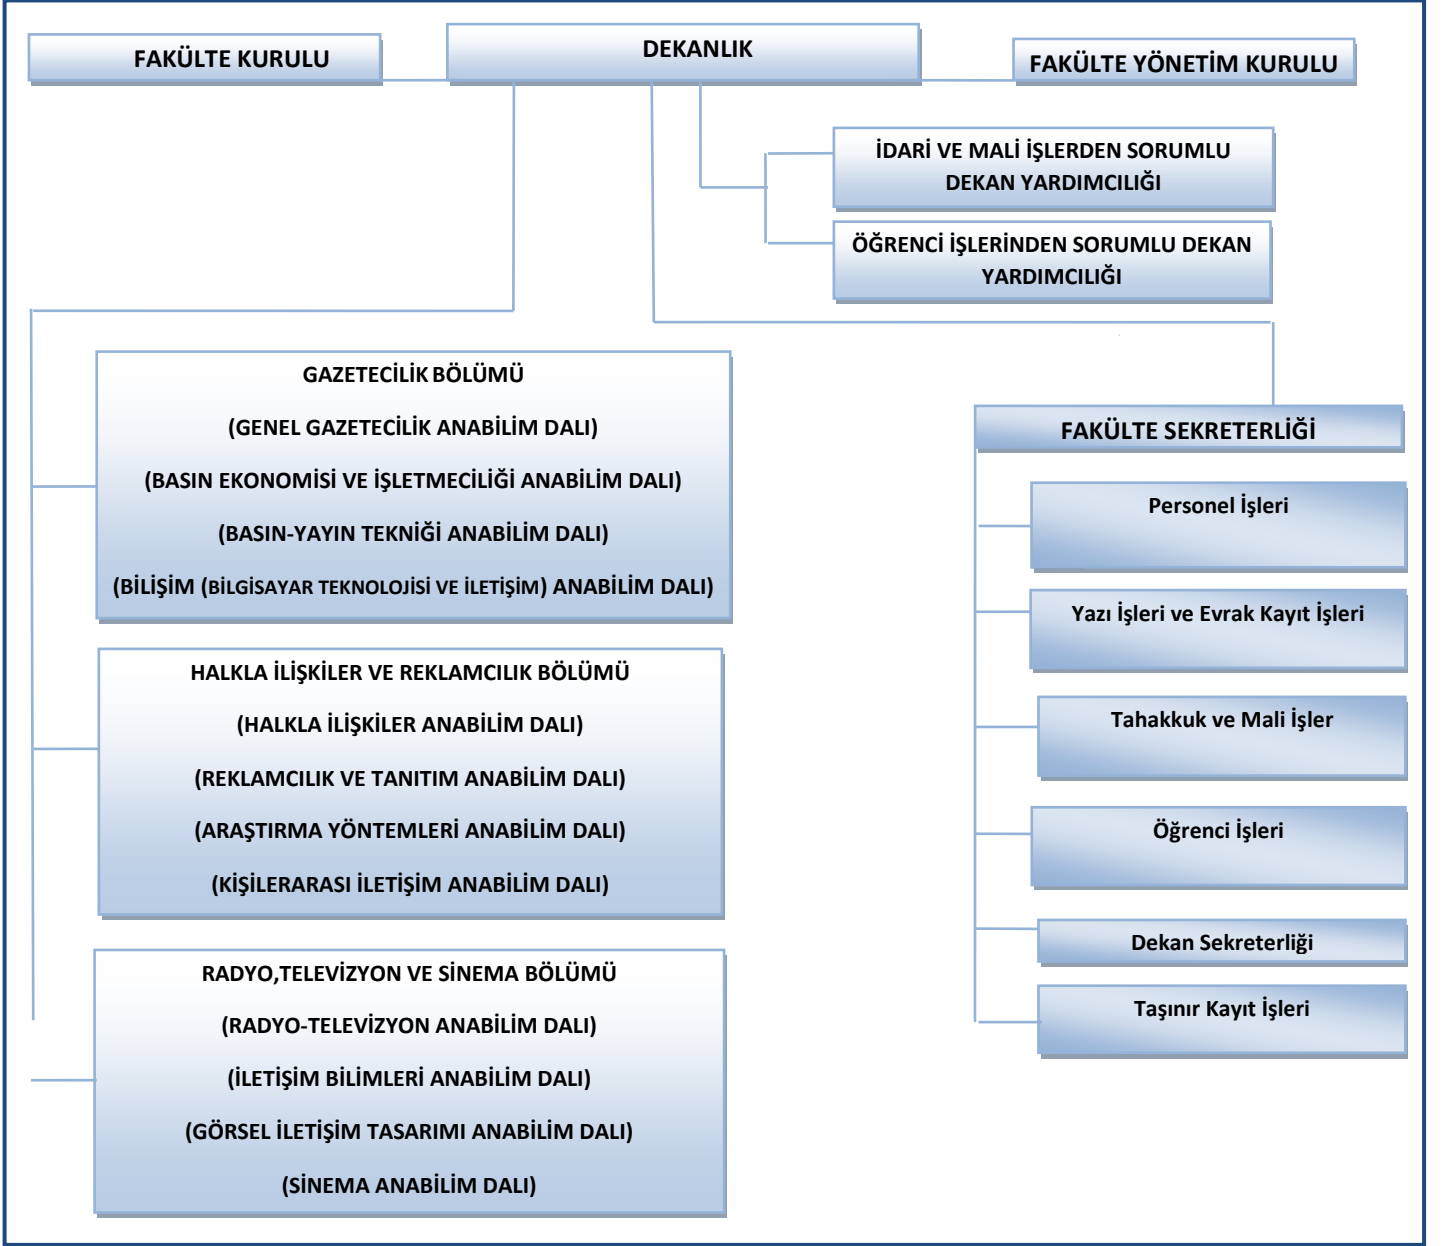 FAKÜLTE KURULU
DEKANLIK
FAKÜLTE YÖNETİM KURULU
İDARİ VE MALİ İŞLERDEN SORUMLU
DEKAN YARDIMCILIĞI
ÖĞRENCİ İŞLERİNDEN SORUMLU DEKAN
YARDIMCILIĞI
GAZETECİLİK BÖLÜMÜ
(GENEL GAZETECİLİK ANABİLİM DALI)
(BASIN EKONOMİSİ VE İŞLETMECİLİĞİ ANABİLİM DALI)
(BASIN-YAYIN TEKNİĞİ ANABİLİM DALI)
(BİLİŞİM (BİLGİSAYAR TEKNOLOJİSİ VE İLETİŞİM) ANABİLİM DALI)
HALKLA İLİŞKİLER VE REKLAMCILIK BÖLÜMÜ
(HALKLA İLİŞKİLER ANABİLİM DALI)
(REKLAMCILIK VE TANITIM ANABİLİM DALI)
(ARAŞTIRMA YÖNTEMLERİ ANABİLİM DALI)
(KİŞİLERARASI İLETİŞİM ANABİLİM DALI)
RADYO,TELEVİZYON VE SİNEMA BÖLÜMÜ
(RADYO-TELEVİZYON ANABİLİM DALI)
(İLETİŞİM BİLİMLERİ ANABİLİM DALI)
(GÖRSEL İLETİŞİM TASARIMI ANABİLİM DALI)
(SİNEMA ANABİLİM DALI)
FAKÜLTE SEKRETERLİĞİ
Personel İşleri
Yazı İşleri ve Evrak Kayıt İşleri
Tahakkuk ve Mali İşler
Öğrenci İşleri
Dekan Sekreterliği
Taşınır Kayıt İşleri